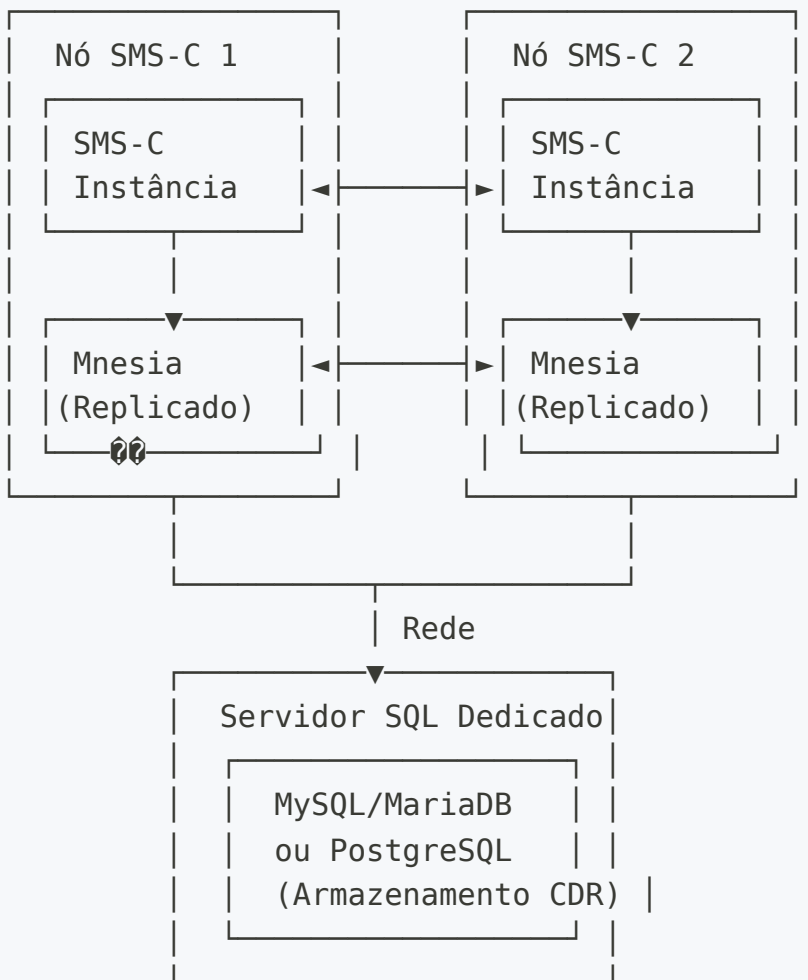 Nó SMS-C 1 Nó SMS-C 2
SMS-C SMS-C
Instância Instância
Mnesia Mnesia
(Replicado) (Replicado)
��
Rede
Servidor SQL Dedicado
MySQL/MariaDB
ou PostgreSQL
(Armazenamento CDR)